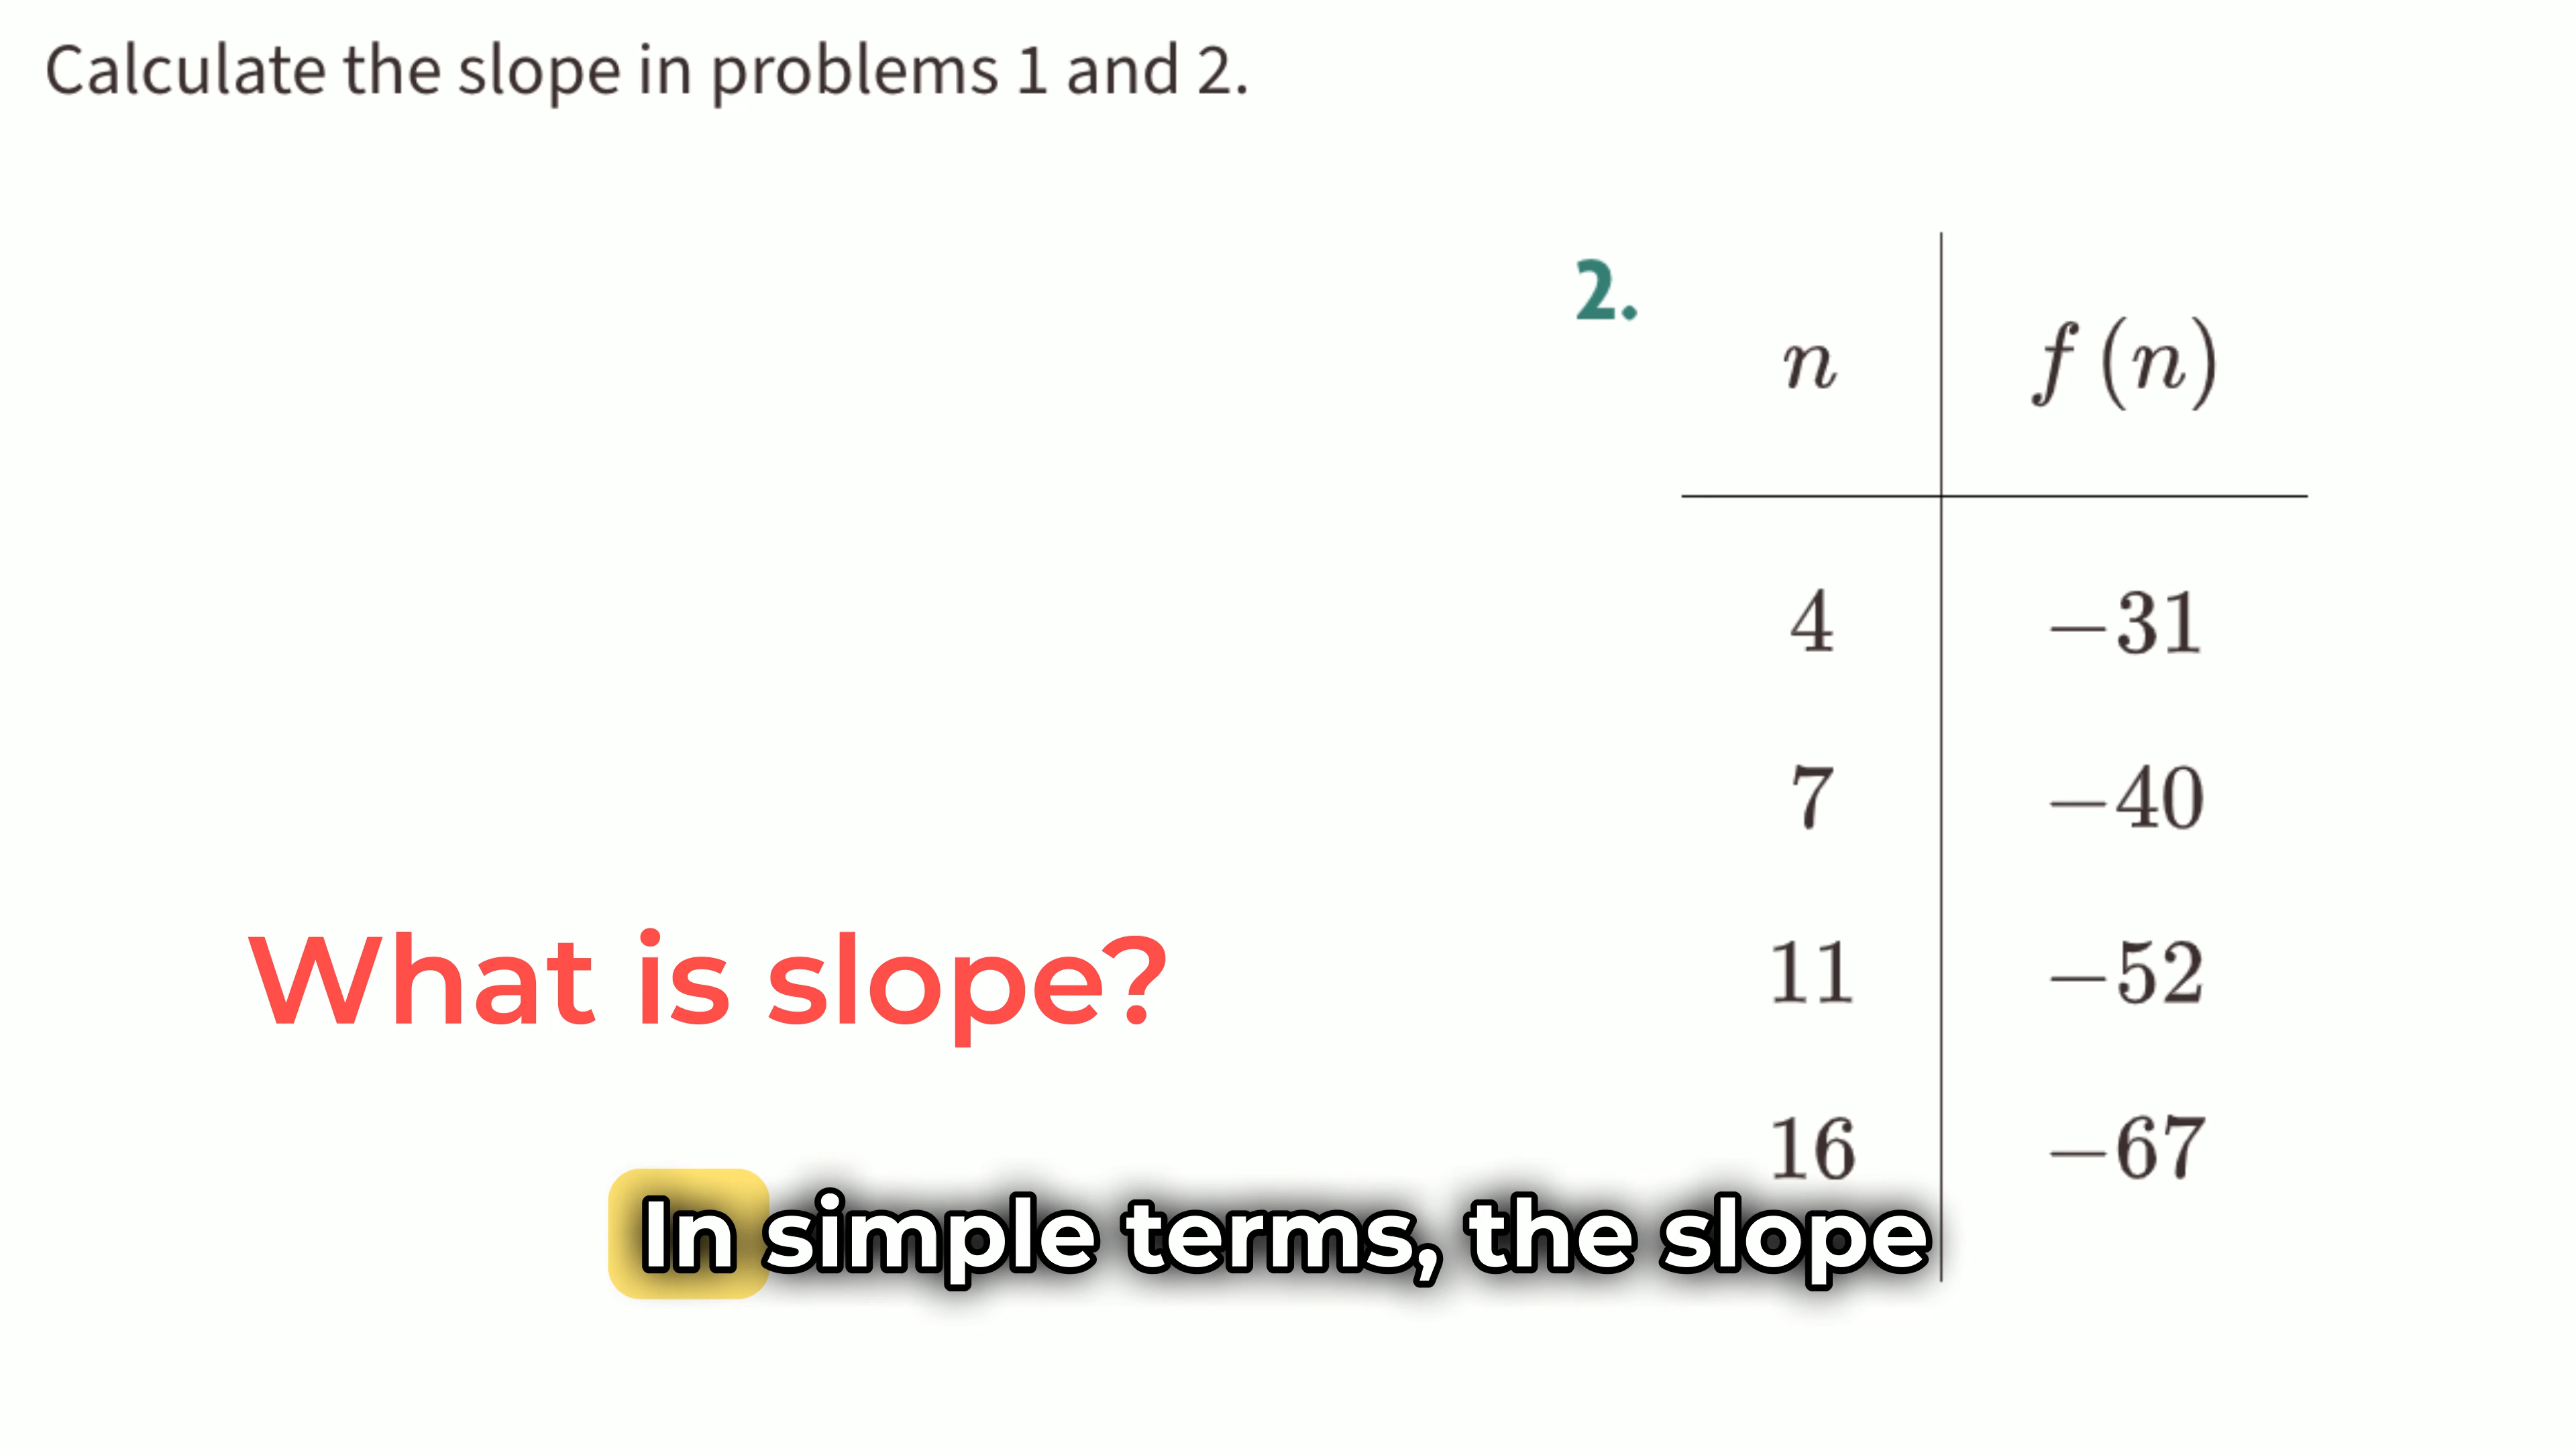 Calculate the slope in problems 1 and 2.
2.
n f (n)
4 −31
7 −40
11 −52
What is slope?
16 −67
In simple terms, the slope